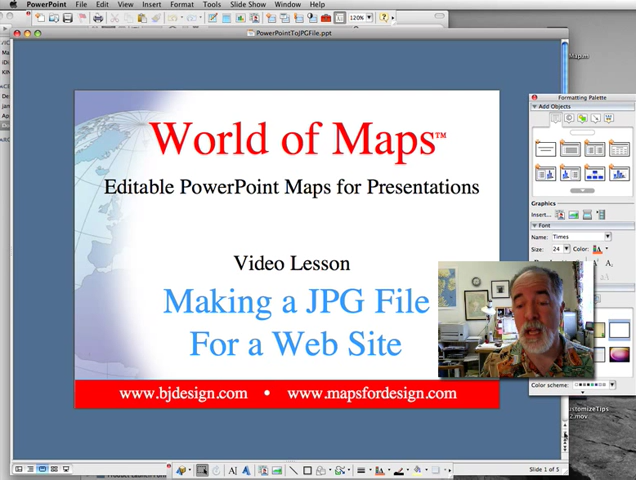 PowerPoint File Edit View Insert Format Tools Slide Show Window Help
120%
PowerPointToJPGFile.ppt
Formatting Palette
Add Objects
World of Maps™
Editable PowerPoint Maps for Presentations
Graphics
Insert...
Font
Name: Times
Size: 24 Color:
Video Lesson
Making a JPG File
For a Web Site
Color scheme:
www.bjdesign.com • www.mapsfordesign.com
Slide 1 of 5